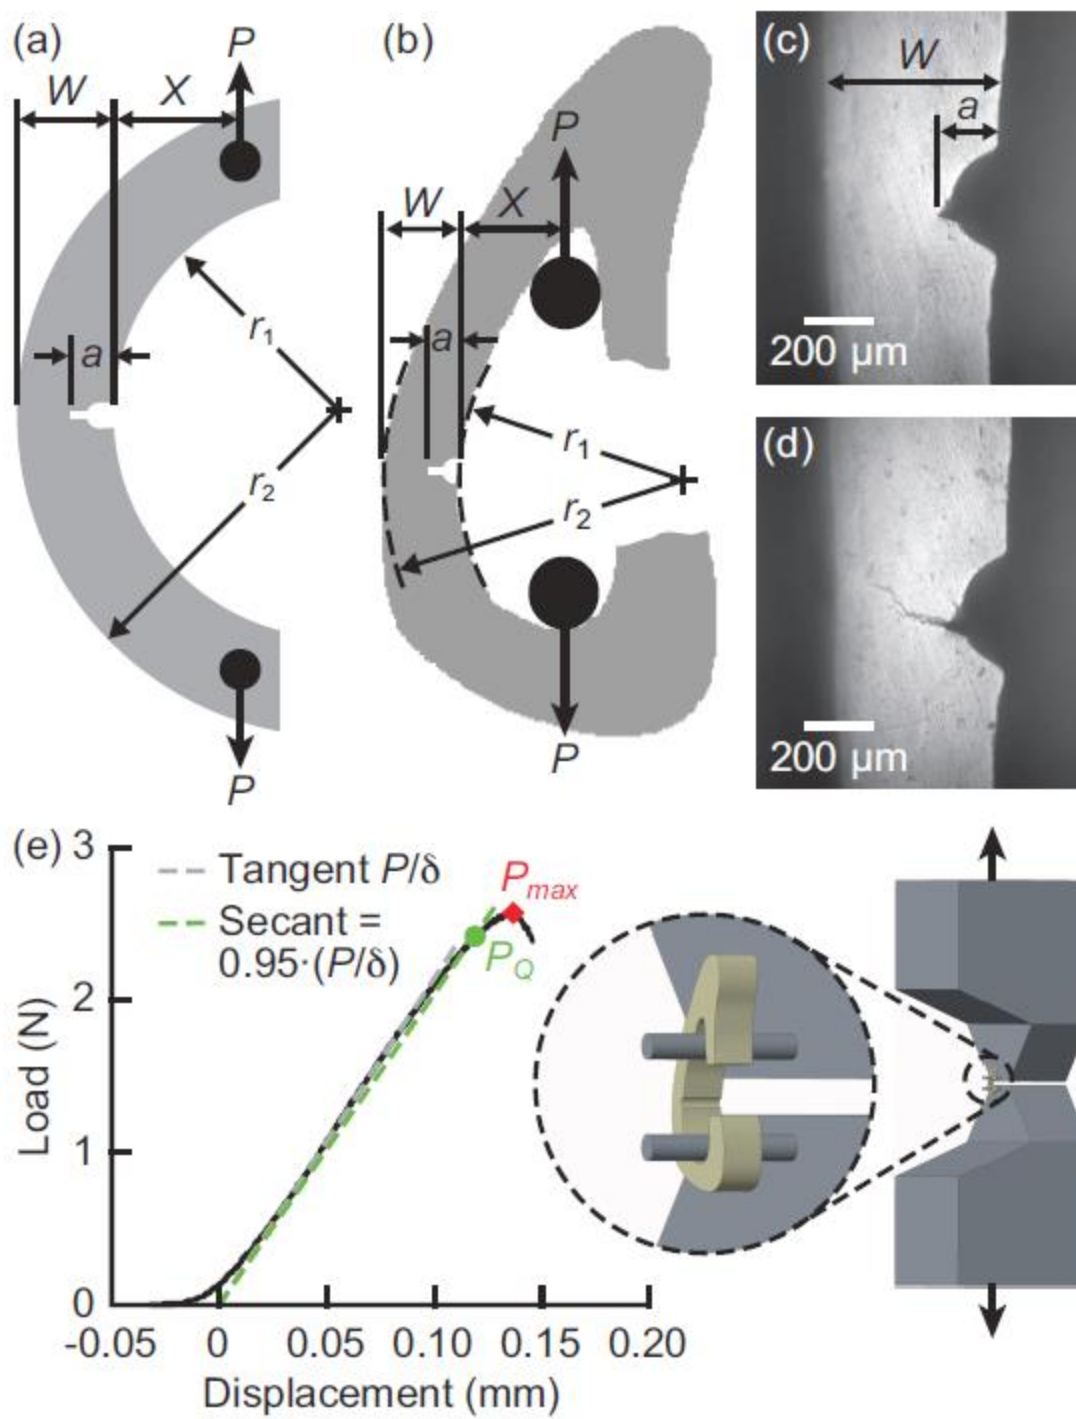 (a)
P
W
X
r1
a
r2
P
(b)
P
W
X
a
r1
r2
P
(c)
W
a
200 µm
(d)
200 µm
(e)
3
2
1
0
Load (N)
Tangent P/δ
Secant =
0.95·(P/δ)
Pmax
PQ
-0.05
0
0.05
0.10
0.15
0.20
Displacement (mm)